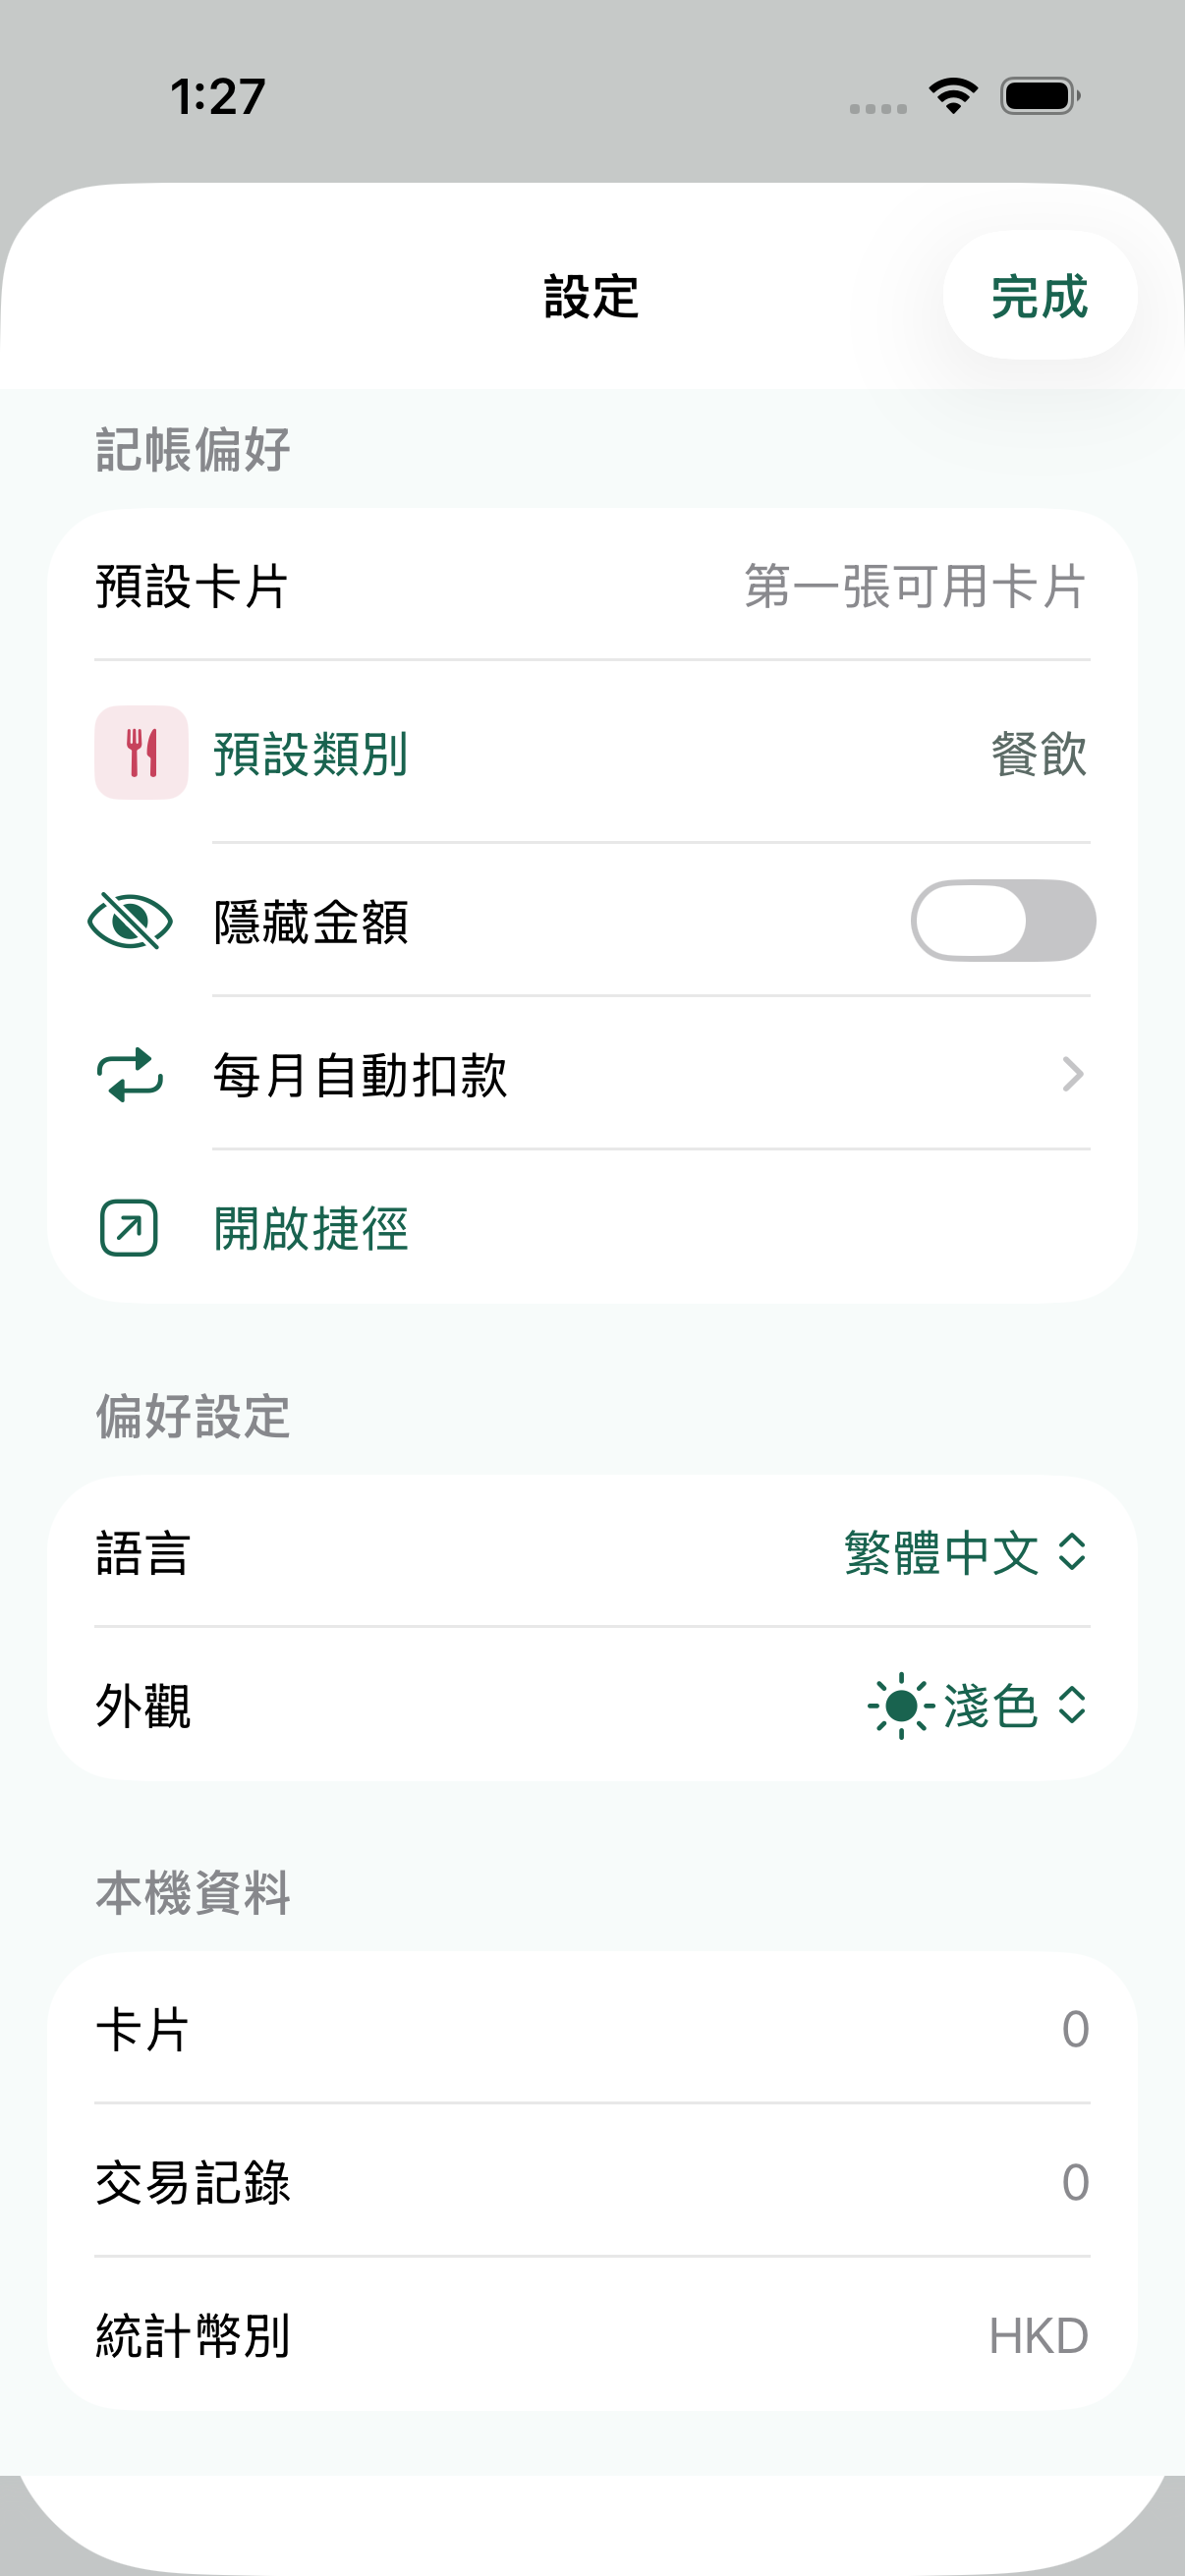 1:27
設定
完成
記帳偏好
預設卡片 第一張可用卡片
預設類別 餐飲
隱藏金額
每月自動扣款
開啟捷徑
偏好設定
語言 繁體中文
外觀 淺色
本機資料
卡片 0
交易記錄 0
統計幣別 HKD